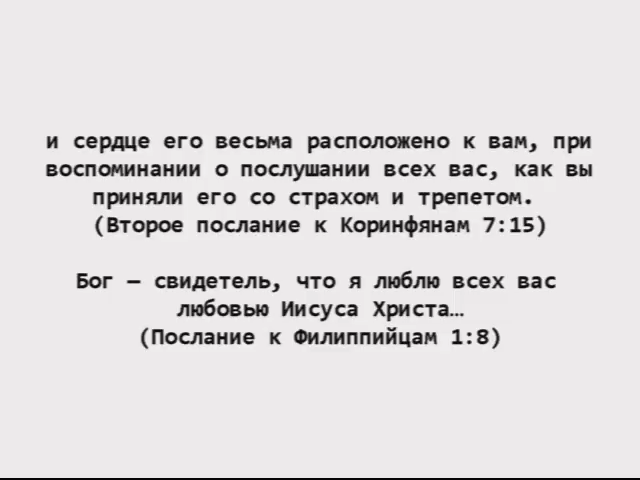 и сердце его весьма расположено к вам, при
воспоминании о послушании всех вас, как вы
приняли его со страхом и трепетом.
(Второе послание к Коринфянам 7:15)
Бог — свидетель, что я люблю всех вас
любовью Иисуса Христа…
(Послание к Филиппийцам 1:8)